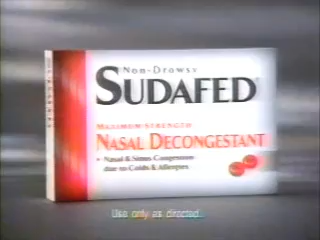 Non-Drowsy
SUDAFED
MAXIMUM STRENGTH
NASAL DECONGESTANT
• Nasal & Sinus Congestion
due to Colds & Allergies
Use only as directed.